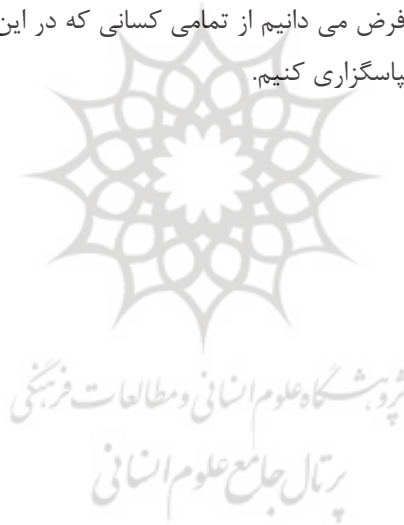 فرض می دانیم از تمامی کسانی که در این
پاسگزاری کنیم.
پژوهشگاه علوم انسانی و مطالعات فرهنگی
پرتال جامع علوم انسانی